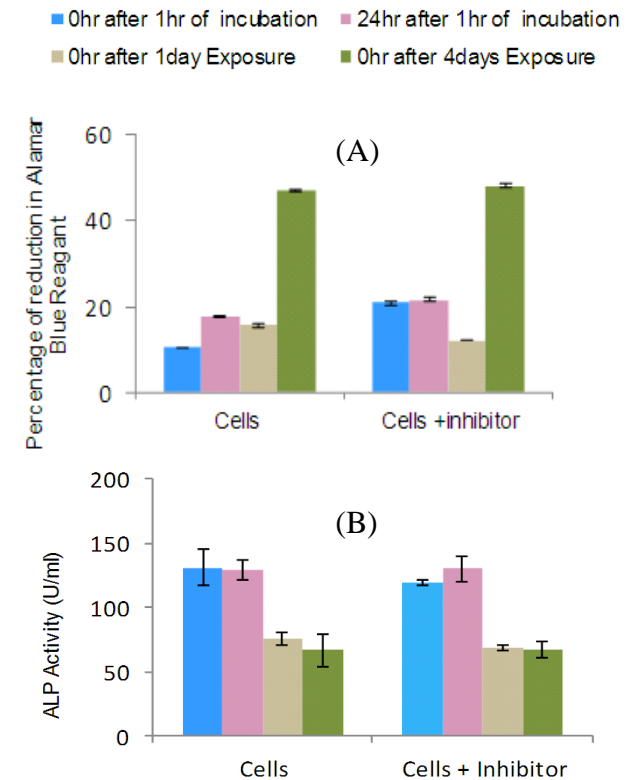 0hr after 1hr of incubation 24hr after 1hr of incubation
0hr after 1day Exposure 0hr after 4days Exposure
(A)
Percentage of reduction in Alamar
Blue Reagant
60
40
20
0
Cells Cells +inhibitor
(B)
ALP Activity (U/ml)
200
150
100
50
0
Cells Cells + Inhibitor